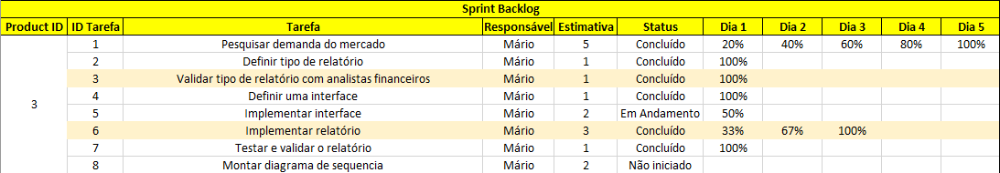 Sprint Backlog
Product ID ID Tarefa Tarefa Responsável Estimativa Status Dia 1 Dia 2 Dia 3 Dia 4 Dia 5
1 Pesquisar demanda do mercado Mário 5 Concluído 20% 40% 60% 80% 100%
2 Definir tipo de relatório Mário 1 Concluído 100%
3 Validar tipo de relatório com analistas financeiros Mário 1 Concluído 100%
4 Definir uma interface Mário 1 Concluído 100%
3
5 Implementar interface Mário 2 Em Andamento 50%
6 Implementar relatório Mário 3 Concluído 33% 67% 100%
7 Testar e validar o relatório Mário 1 Concluído 100%
8 Montar diagrama de sequencia Mário 2 Não iniciado